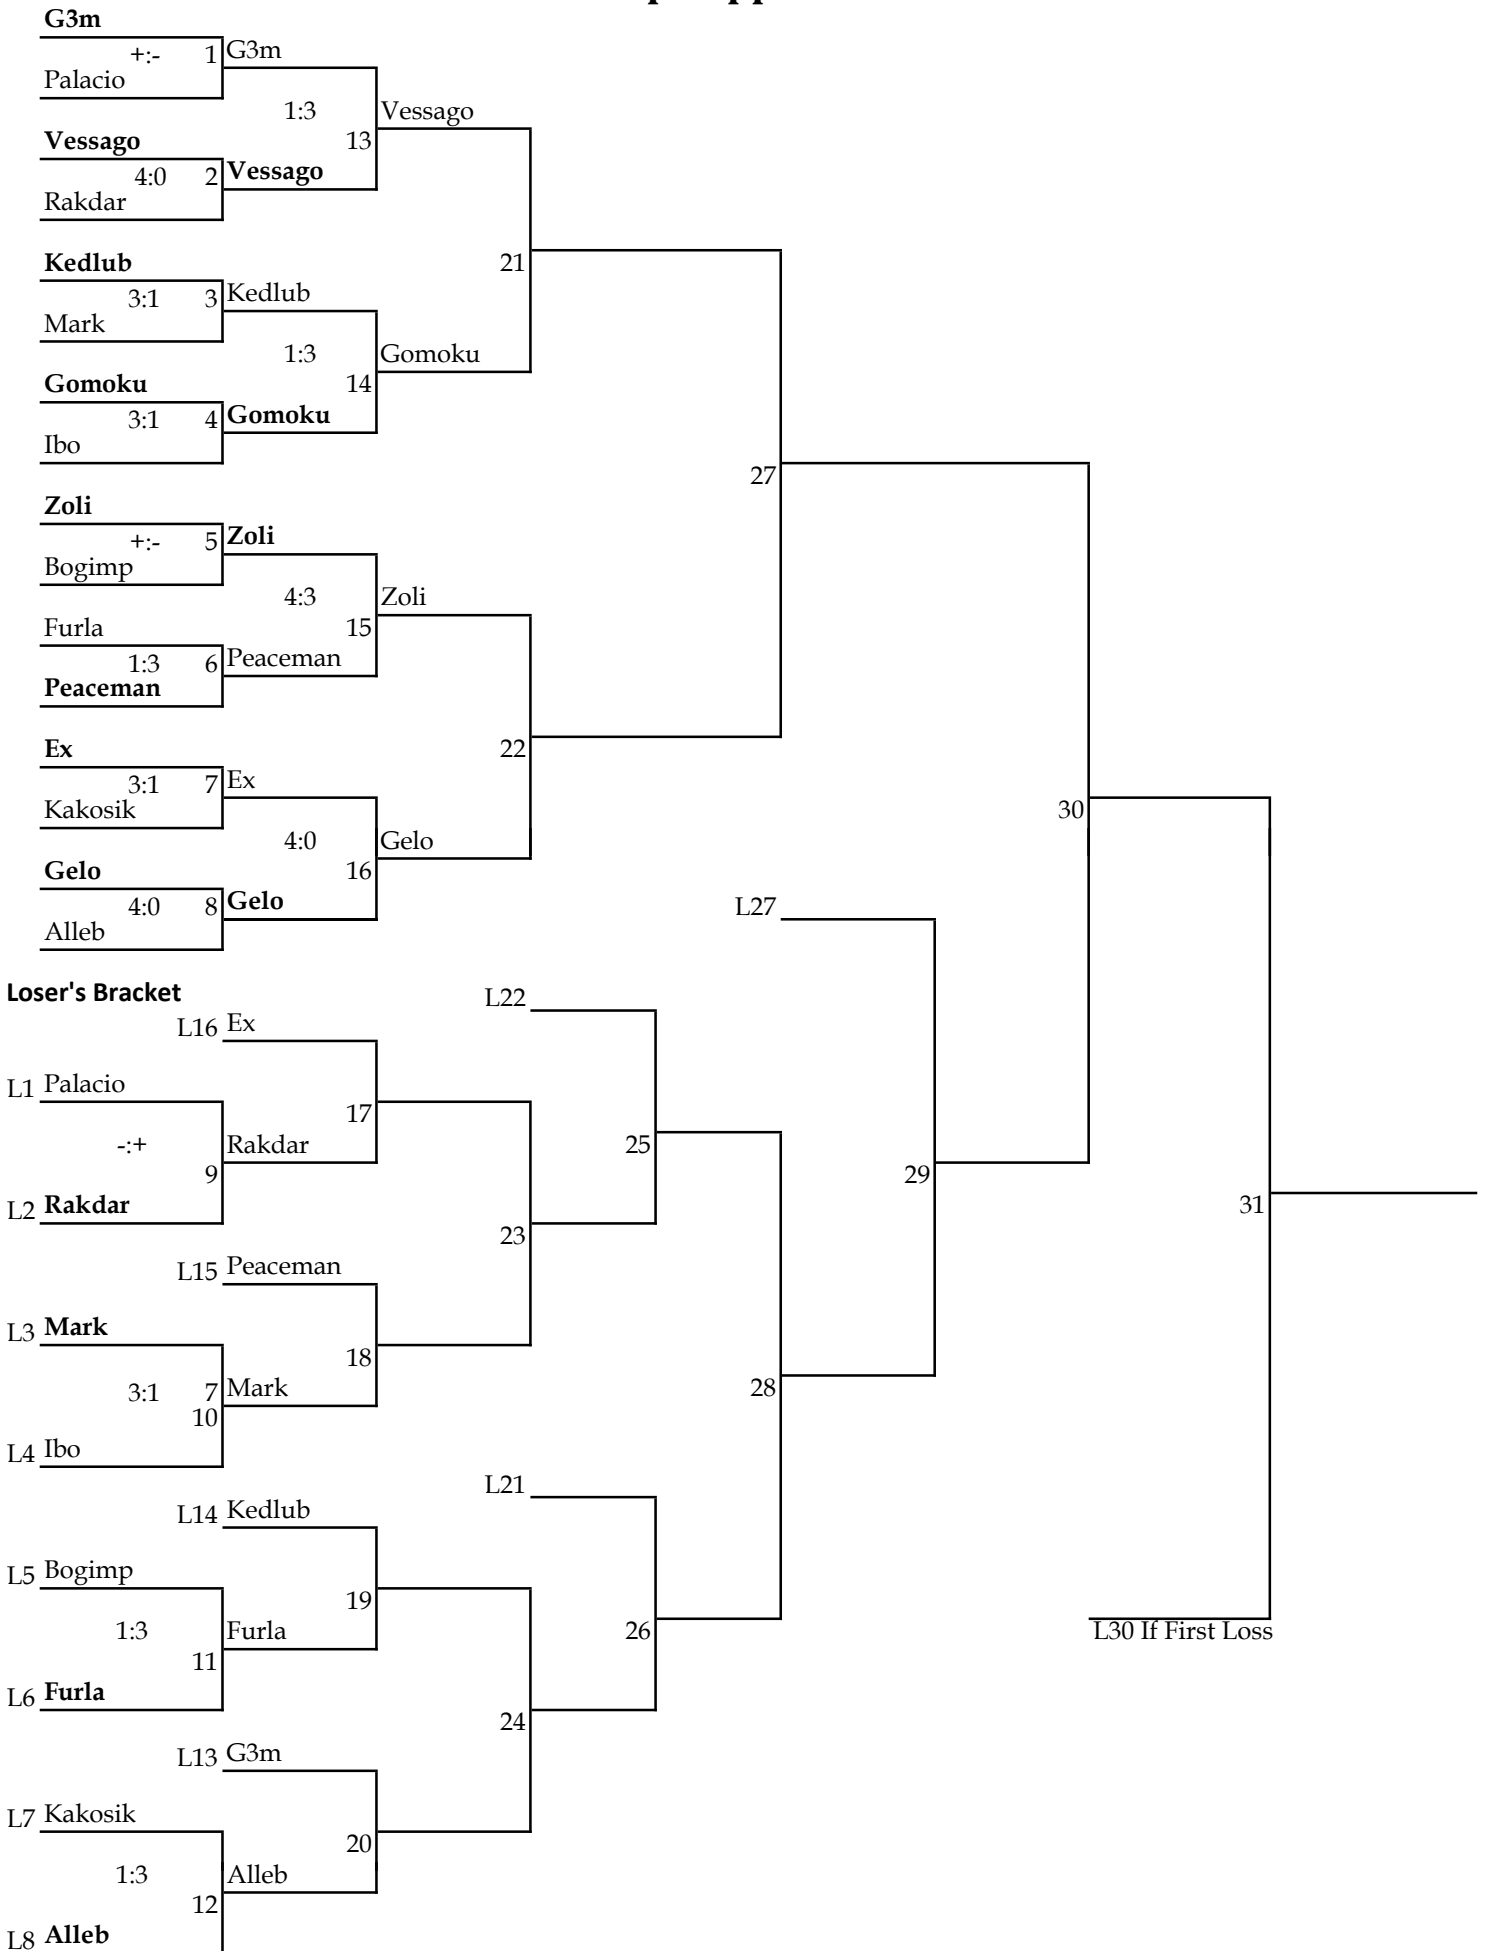 G3m
+:- 1 G3m
Palacio
1:3 Vessago
13
Vessago
4:0 2 Vessago
Rakdar
Kedlub
21
3:1 3 Kedlub
Mark
1:3 Gomoku
14
Gomoku
3:1 4 Gomoku
Ibo
27
Zoli
+:- 5 Zoli
Bogimp
4:3 Zoli
15
Furla
1:3 6 Peaceman
Peaceman
Ex
22
3:1 7 Ex
Kakosik
30
4:0 Gelo
16
Gelo
4:0 8 Gelo
L27
Alleb
Loser's Bracket
L22
L16 Ex
L1 Palacio
17
-:+ Rakdar
25
9
29
L2 Rakdar
31
23
L15 Peaceman
L3 Mark
18
3:1 7 Mark
28
10
L4 Ibo
L21
L14 Kedlub
L5 Bogimp
19
1:3 Furla
26
L30 If First Loss
11
L6 Furla
24
L13 G3m
L7 Kakosik
20
1:3 Alleb
12
L8 Alleb